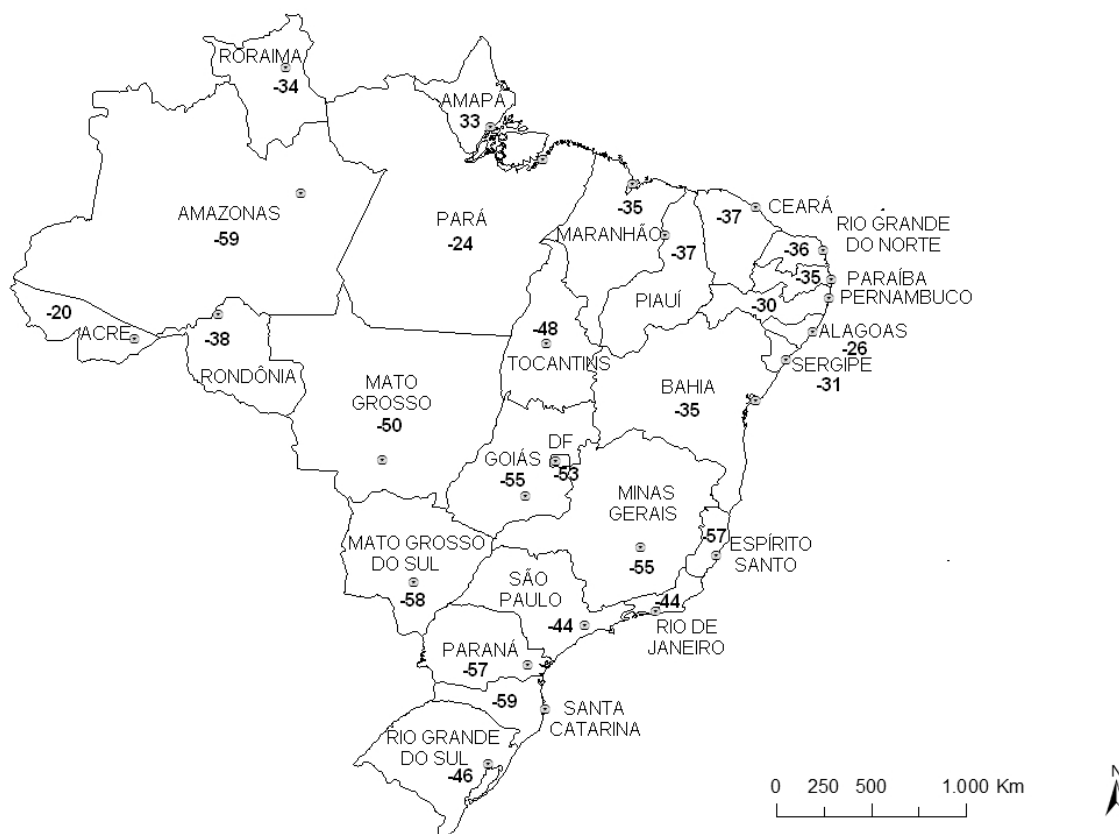 RORAIMA
-34
AMAPÁ
33
AMAZONAS
-59
PARÁ
-24
-35
MARANHÃO
-37
PIAUÍ
-37
CEARÁ
RIO GRANDE
DO NORTE
-36
-35
PARAÍBA
PERNAMBUCO
-30
ALAGOAS
-26
SERGIPE
-31
-20
ACRE
-38
RONDÔNIA
-48
TOCANTINS
MATO
GROSSO
-50
BAHIA
-35
DF
-53
GOIÁS
-55
MINAS
GERAIS
-55
-57
ESPÍRITO
SANTO
MATO GROSSO
DO SUL
-58
SÃO
PAULO
-44
-44
RIO DE
JANEIRO
PARANÁ
-57
-59
SANTA
CATARINA
RIO GRANDE
DO SUL
-46
0 250 500 1.000 Km
N